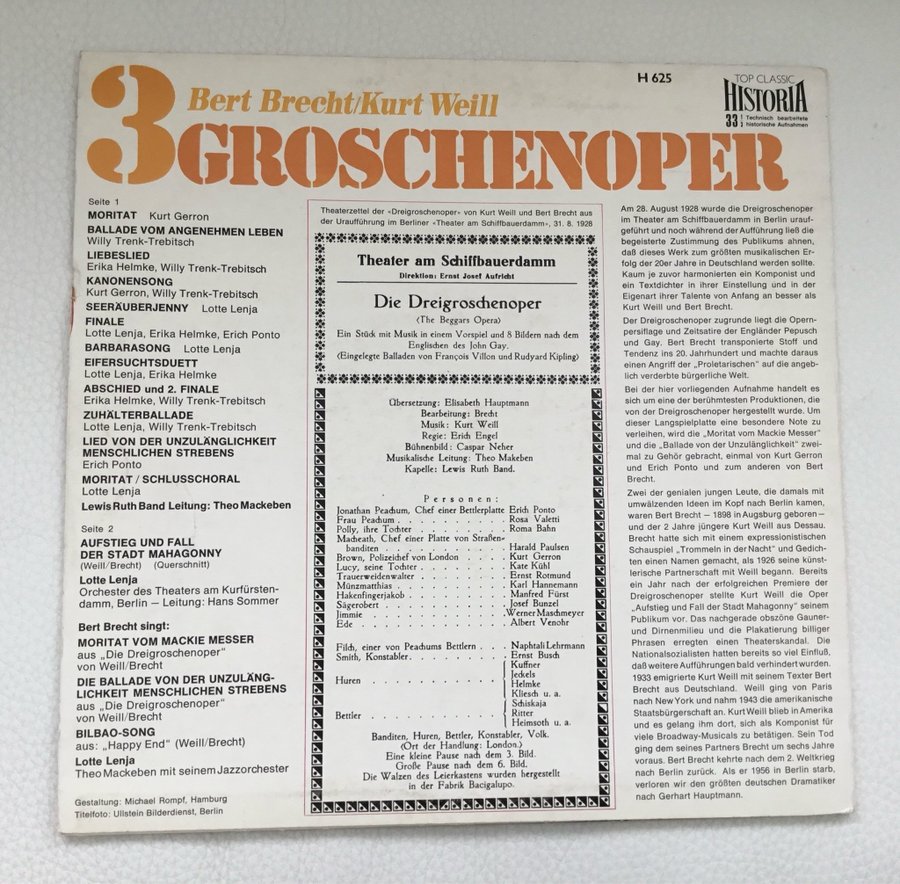 3
Bert Brecht/Kurt Weill
GROSCHENOPER
H 625
TOP CLASSIC
HISTORIA
33 1/3 Technisch bearbeitete
historische Aufnahmen
Seite 1
MORITAT Kurt Gerron
BALLADE VOM ANGENEHMEN LEBEN
Willy Trenk-Trebitsch
LIEBESLIED
Erika Helmke, Willy Trenk-Trebitsch
KANONENSONG
Kurt Gerron, Willy Trenk-Trebitsch
SEERÄUBERJENNY Lotte Lenja
FINALE
Lotte Lenja, Erika Helmke, Erich Ponto
BARBARASONG Lotte Lenja
EIFERSUCHTSDUETT
Lotte Lenja, Erika Helmke
ABSCHIED und 2. FINALE
Erika Helmke, Willy Trenk-Trebitsch
ZUHÄLTERBALLADE
Lotte Lenja, Willy Trenk-Trebitsch
LIED VON DER UNZULÄNGLICHKEIT
MENSCHLICHEN STREBENS
Erich Ponto
MORITAT / SCHLUSSCHORAL
Lotte Lenja
Lewis Ruth Band Leitung: Theo Mackeben
Seite 2
AUFSTIEG UND FALL
DER STADT MAHAGONNY
(Weill/Brecht) (Querschnitt)
Lotte Lenja
Orchester des Theaters am Kurfürsten-
damm, Berlin – Leitung: Hans Sommer
Bert Brecht singt:
MORITAT VOM MACKIE MESSER
aus „Die Dreigroschenoper"
von Weill/Brecht
DIE BALLADE VON DER UNZULÄNG-
LICHKEIT MENSCHLICHEN STREBENS
aus „Die Dreigroschenoper"
von Weill/Brecht
BILBAO-SONG
aus: „Happy End" (Weill/Brecht)
Lotte Lenja
Theo Mackeben mit seinem Jazzorchester
Gestaltung: Michael Rompf, Hamburg
Titelfoto: Ullstein Bilderdienst, Berlin
Theaterzettel der «Dreigroschenoper» von Kurt Weill und Bert Brecht aus
der Uraufführung im Berliner «Theater am Schiffbauerdamm», 31. 8. 1928
Theater am Schiffbauerdamm
Direktion: Ernst Josef Aufricht
Die Dreigroschenoper
(The Beggars Opera)
Ein Stück mit Musik in einem Vorspiel und 8 Bildern nach dem
Englischen des John Gay.
(Eingelegte Balladen von François Villon und Rudyard Kipling)
Übersetzung: Elisabeth Hauptmann
Bearbeitung: Brecht
Musik: Kurt Weill
Regie: Erich Engel
Bühnenbild: Caspar Neher
Musikalische Leitung: Theo Makeben
Kapelle: Lewis Ruth Band.
Personen:
Jonathan Peachum, Chef einer Bettlerplatte Erich Ponto
Frau Peachum . . . . . . . . . . Rosa Valetti
Polly, ihre Tochter . . . . . . . . . Roma Bahn
Macheath, Chef einer Platte von Straßen-
banditen . . . . . . . . . . . . Harald Paulsen
Brown, Polizeichef von London . . . . Kurt Gerron
Lucy, seine Tochter . . . . . . . . . Kate Kühl
Trauerweidenwalter . . . . . . . . . Ernst Rotmund
Münzmatthias . . . . . . . . . . . Karl Hannemann
Hakenfingerjakob . . . . . . . . . . Manfred Fürst
Sägerobert . . . . . . . . . . . . Josef Bunzel
Jimmie . . . . . . . . . . . . . Werner Maschmeyer
Ede . . . . . . . . . . . . . . Albert Venohr
Filch, einer von Peachums Bettlern . . . Naphtali Lehrmann
Smith, Konstabler . . . . . . . . . . Ernst Busch
Huren . . . . . . . . . . . . . Kuffner
Jeckels
Helmke
Kliesch u. a.
Bettler . . . . . . . . . . . . . Schiskaja
Ritter
Heimsoth u. a.
Banditen, Huren, Bettler, Konstabler, Volk.
(Ort der Handlung: London.)
Eine kleine Pause nach dem 3. Bild.
Große Pause nach dem 6. Bild.
Die Walzen des Leierkastens wurden hergestellt
in der Fabrik Bacigalupo.
Am 28. August 1928 wurde die Dreigroschenoper
im Theater am Schiffbauerdamm in Berlin urauf-
geführt und noch während der Aufführung ließ die
begeisterte Zustimmung des Publikums ahnen,
daß dieses Werk zum größten musikalischen Er-
folg der 20er Jahre in Deutschland werden sollte.
Kaum je zuvor harmonierten ein Komponist und
ein Textdichter in ihrer Einstellung und in der
Eigenart ihrer Talente von Anfang an besser als
Kurt Weill und Bert Brecht.
Der Dreigroschenoper zugrunde liegt die Opern-
persiflage und Zeitsatire der Engländer Pepusch
und Gay. Bert Brecht transponierte Stoff und
Tendenz ins 20. Jahrhundert und machte daraus
einen Angriff der „Proletarischen" auf die angeb-
lich verderbte bürgerliche Welt.
Bei der hier vorliegenden Aufnahme handelt es
sich um eine der berühmtesten Produktionen, die
von der Dreigroschenoper hergestellt wurde. Um
dieser Langspielplatte eine besondere Note zu
verleihen, wird die „Moritat vom Mackie Messer"
und die „Ballade von der Unzulänglichkeit" zwei-
mal zu Gehör gebracht, einmal von Kurt Gerron
und Erich Ponto und zum anderen von Bert
Brecht.
Zwei der genialen jungen Leute, die damals mit
umwälzenden Ideen im Kopf nach Berlin kamen,
waren Bert Brecht – 1898 in Augsburg geboren –
und der 2 Jahre jüngere Kurt Weill aus Dessau.
Brecht hatte sich mit einem expressionistischen
Schauspiel „Trommeln in der Nacht" und Gedich-
ten einen Namen gemacht, als 1926 seine künst-
lerische Partnerschaft mit Weill begann. Bereits
ein Jahr nach der erfolgreichen Premiere der
Dreigroschenoper stellte Kurt Weill die Oper
„Aufstieg und Fall der Stadt Mahagonny" seinem
Publikum vor. Das nachgerade obszöne Gauner-
und Dirnenmilieu und die Plakatierung billiger
Phrasen erregten einen Theaterskandal. Die
Nationalsozialisten hatten bereits so viel Einfluß,
daß weitere Aufführungen bald verhindert wurden.
1933 emigrierte Kurt Weill mit seinem Texter Bert
Brecht aus Deutschland. Weill ging von Paris
nach New York und nahm 1943 die amerikanische
Staatsbürgerschaft an. Kurt Weill blieb in Amerika
und es gelang ihm dort, sich als Komponist für
viele Broadway-Musicals zu betätigen. Sein Tod
ging dem seines Partners Brecht um sechs Jahre
voraus. Bert Brecht kehrte nach dem 2. Weltkrieg
nach Berlin zurück. Als er 1956 in Berlin starb,
verloren wir den größten deutschen Dramatiker
nach Gerhart Hauptmann.